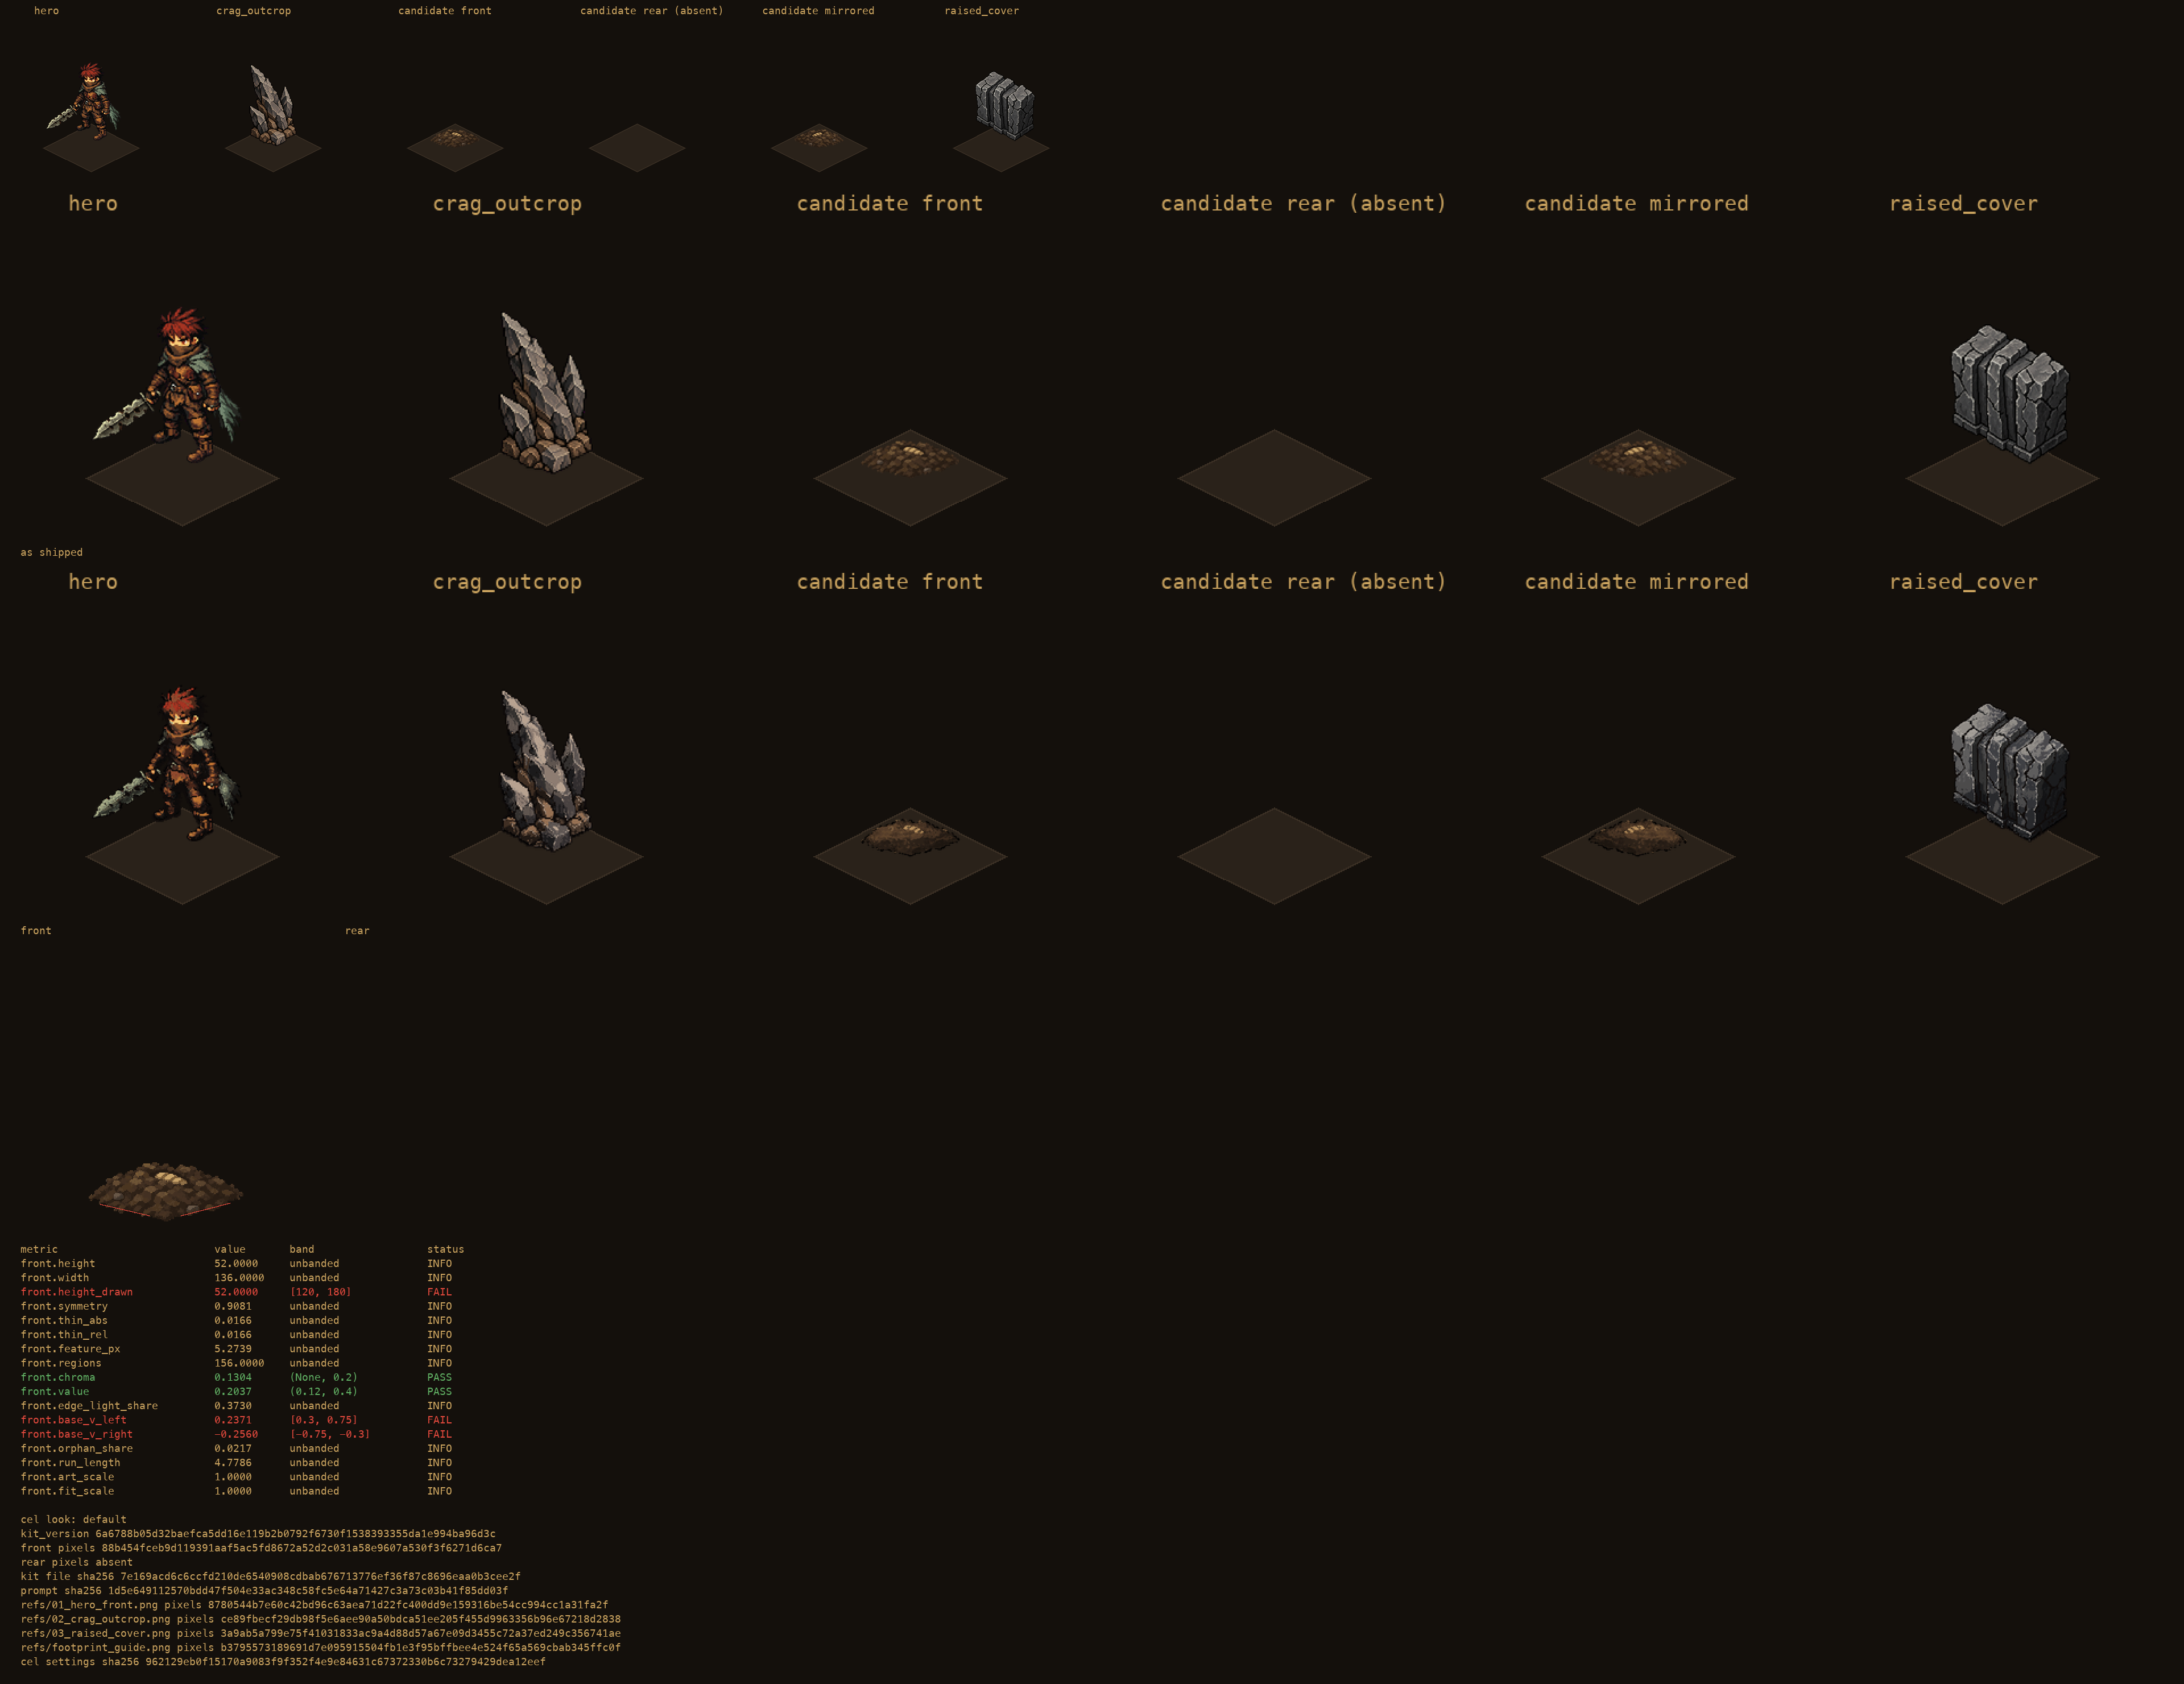 hero crag_outcrop candidate front candidate rear (absent) candidate mirrored raised_cover
hero crag_outcrop candidate front candidate rear (absent) candidate mirrored raised_cover
as shipped
hero crag_outcrop candidate front candidate rear (absent) candidate mirrored raised_cover
front rear
metric value band status
front.height 52.0000 unbanded INFO
front.width 136.0000 unbanded INFO
front.height_drawn 52.0000 [120, 180] FAIL
front.symmetry 0.9081 unbanded INFO
front.thin_abs 0.0166 unbanded INFO
front.thin_rel 0.0166 unbanded INFO
front.feature_px 5.2739 unbanded INFO
front.regions 156.0000 unbanded INFO
front.chroma 0.1304 (None, 0.2) PASS
front.value 0.2037 (0.12, 0.4) PASS
front.edge_light_share 0.3730 unbanded INFO
front.base_v_left 0.2371 [0.3, 0.75] FAIL
front.base_v_right −0.2560 [−0.75, −0.3] FAIL
front.orphan_share 0.0217 unbanded INFO
front.run_length 4.7786 unbanded INFO
front.art_scale 1.0000 unbanded INFO
front.fit_scale 1.0000 unbanded INFO
cel look: default
kit_version 6a6788b05d32baefca5dd16e119b2b0792f6730f1538393355da1e994ba96d3c
front pixels 88b454fceb9d119391aaf5ac5fd8672a52d2c031a58e9607a530f3f6271d6ca7
rear pixels absent
kit file sha256 7e169acd6c6ccfd210de6540908cdbab676713776ef36f87c8696eaa0b3cee2f
prompt sha256 1d5e649112570bdd47f504e33ac348c58fc5e64a71427c3a73c03b41f85dd03f
refs/01_hero_front.png pixels 8780544b7e60c42bd96c63aea71d22fc400dd9e159316be54cc994cc1a31fa2f
refs/02_crag_outcrop.png pixels ce89fbecf29db98f5e6aee90a50bdca51ee205f455d9963356b96e67218d2838
refs/03_raised_cover.png pixels 3a9ab5a799e75f41031833ac9a4d88d57a67e09d3455c72a37ed249c356741ae
refs/footprint_guide.png pixels b3795573189691d7e095915504fb1e3f95bffbee4e524f65a569cbab345ffc0f
cel settings sha256 962129eb0f15170a9083f9f352f4e9e84631c67372330b6c73279429dea12eef